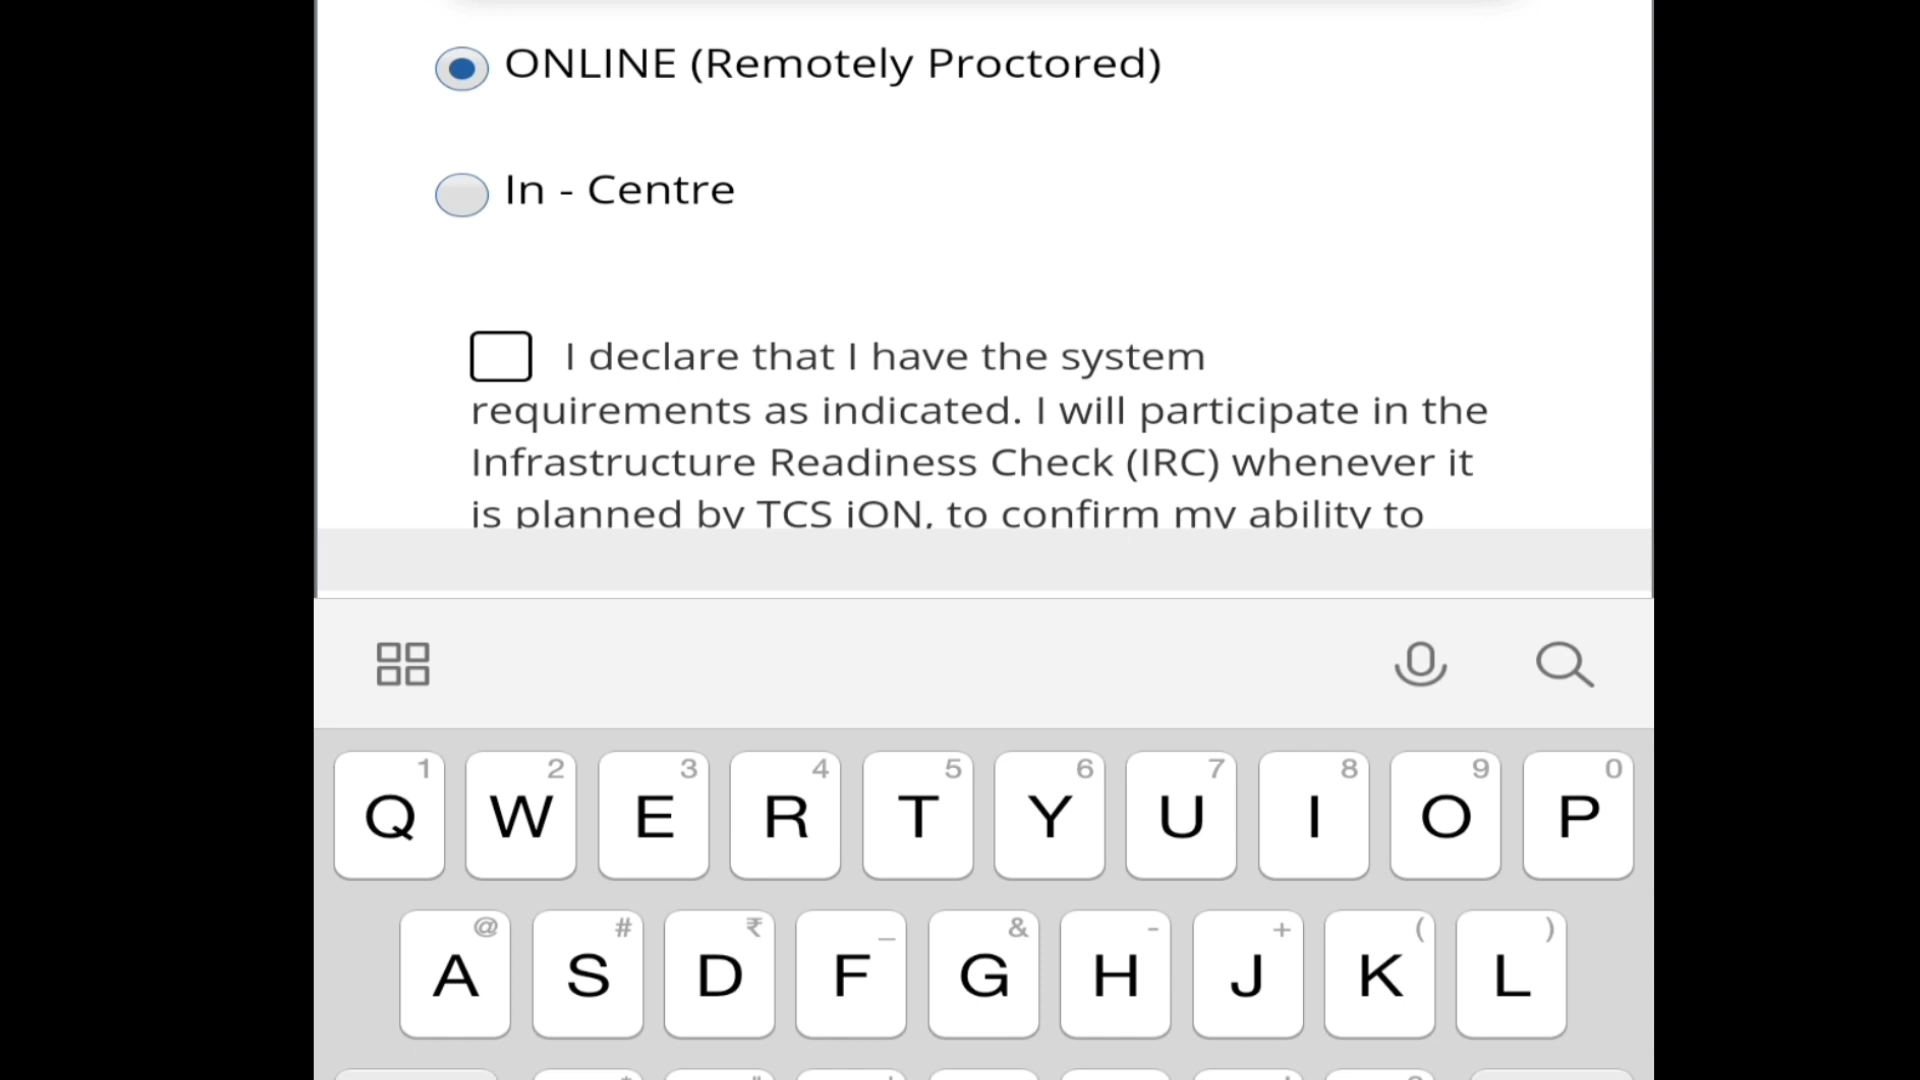 ONLINE (Remotely Proctored)
In - Centre
I declare that I have the system
requirements as indicated. I will participate in the
Infrastructure Readiness Check (IRC) whenever it
is planned by TCS iON, to confirm my ability to
1 2 3 4 5 6 7 8 9 0
Q W E R T Y U I O P
@ # ₹ _ & - + ( )
A S D F G H J K L